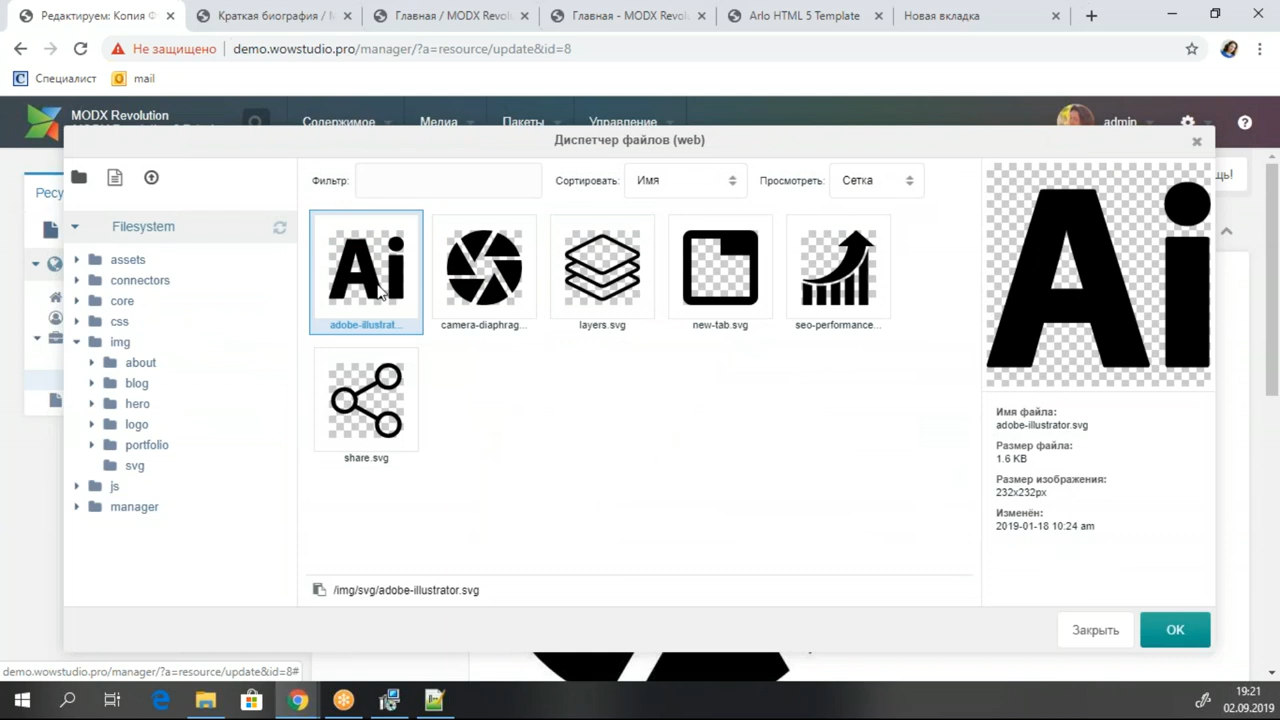 Редактируем: Копия Ф
Краткая биография / М
Главная / MODX Revol
Главная - MODX Revolu
Arlo HTML 5 Template
Новая вкладка
Не защищено
demo.wowstudio.pro/manager/?a=resource/update&id=8
Специалист
mail
MODX Revolution
Содержимое
Медиа
Пакеты
Управление
admin
Диспетчер файлов (web)
Ресу
щь!
Фильтр:
Сортировать:
Имя
Просмотреть:
Сетка
Filesystem
assets
connectors
core
css
img
about
blog
hero
logo
portfolio
svg
js
manager
Ai
adobe-illustrat...
camera-diaphrag...
layers.svg
new-tab.svg
seo-performance...
share.svg
Ai
Имя файла:
adobe-illustrator.svg
Размер файла:
1.6 KB
Размер изображения:
232x232px
Изменён:
2019-01-18 10:24 am
/img/svg/adobe-illustrator.svg
Закрыть
OK
demo.wowstudio.pro/manager/?a=resource/update&id=8#
19:21
02.09.2019